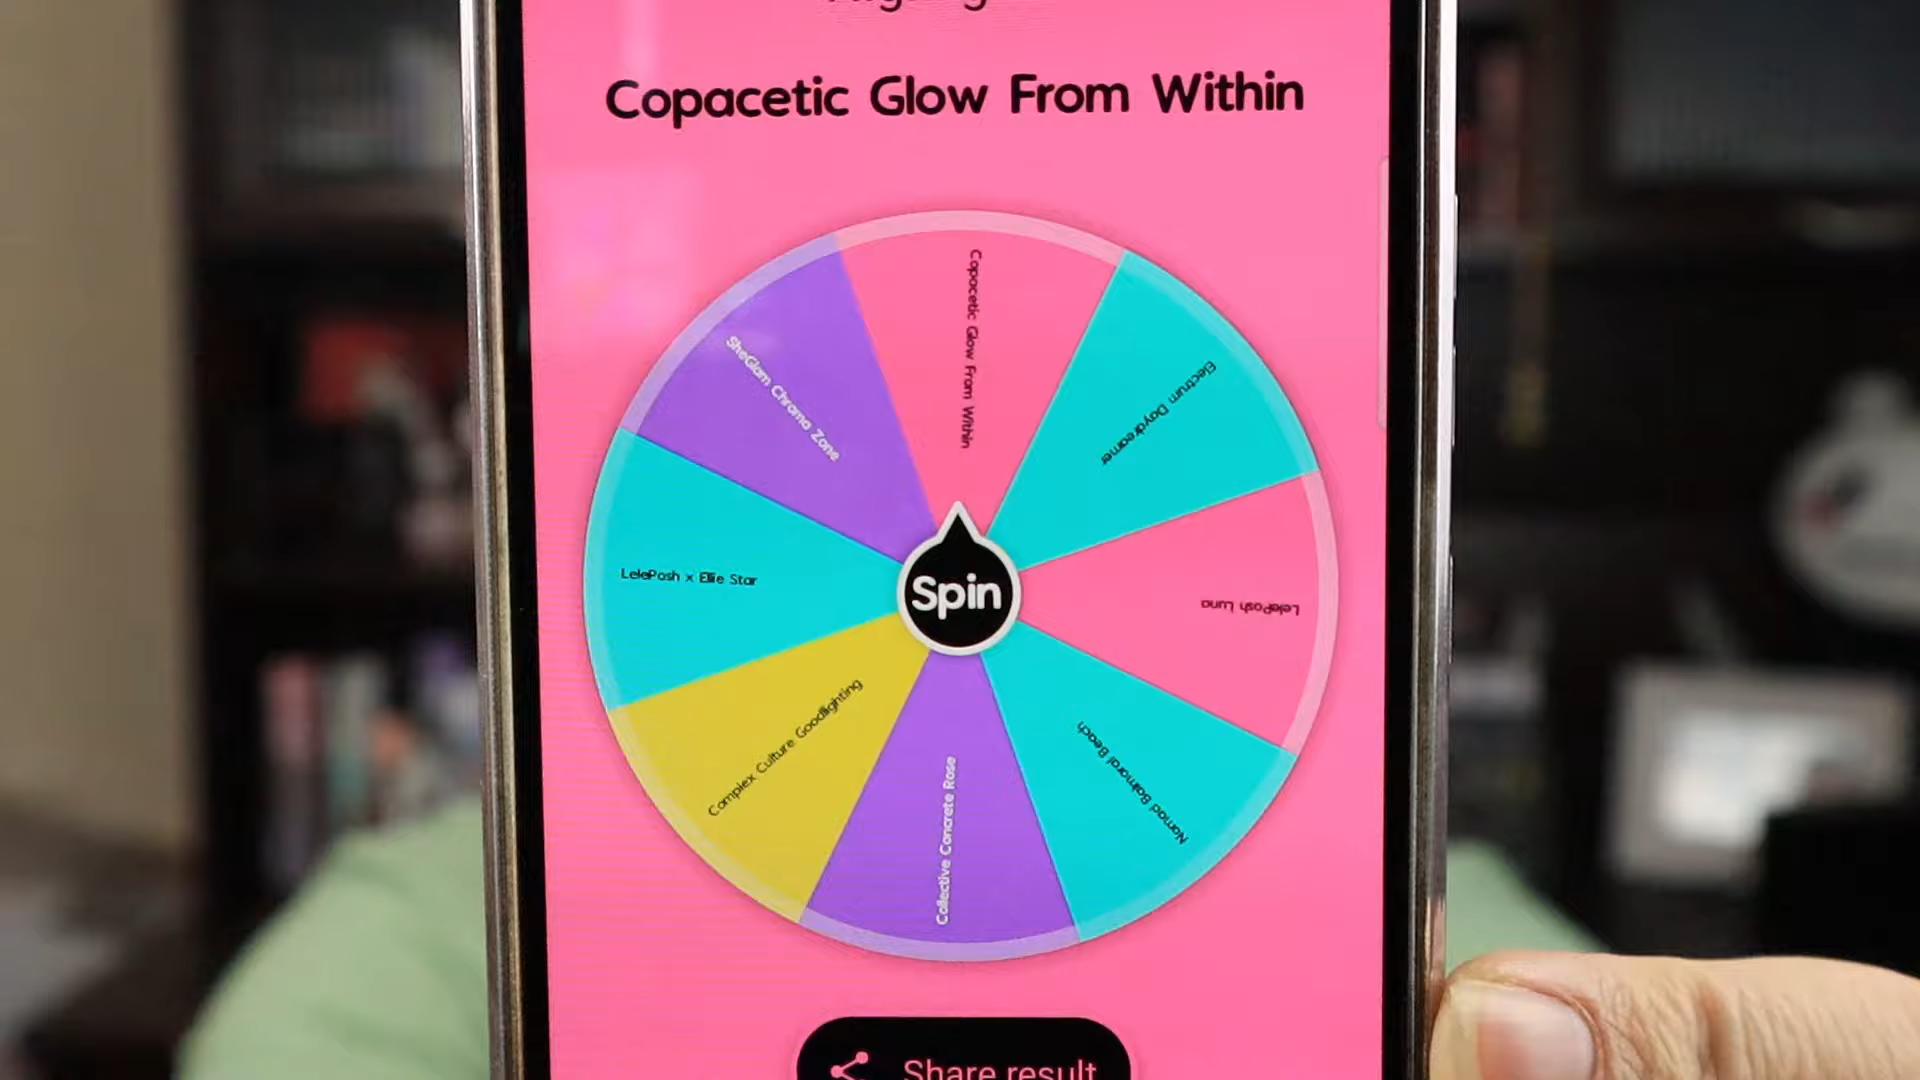 Copacetic Glow From Within
Copacetic Glow From Within
Electrum Daydreamer
LelePosh Luna
Nomad Balmoral Beach
Collective Concrete Rose
Complex Culture Goodlighting
LelePosh x Ellie Star
SheGlam Chroma Zone
Spin
Share result